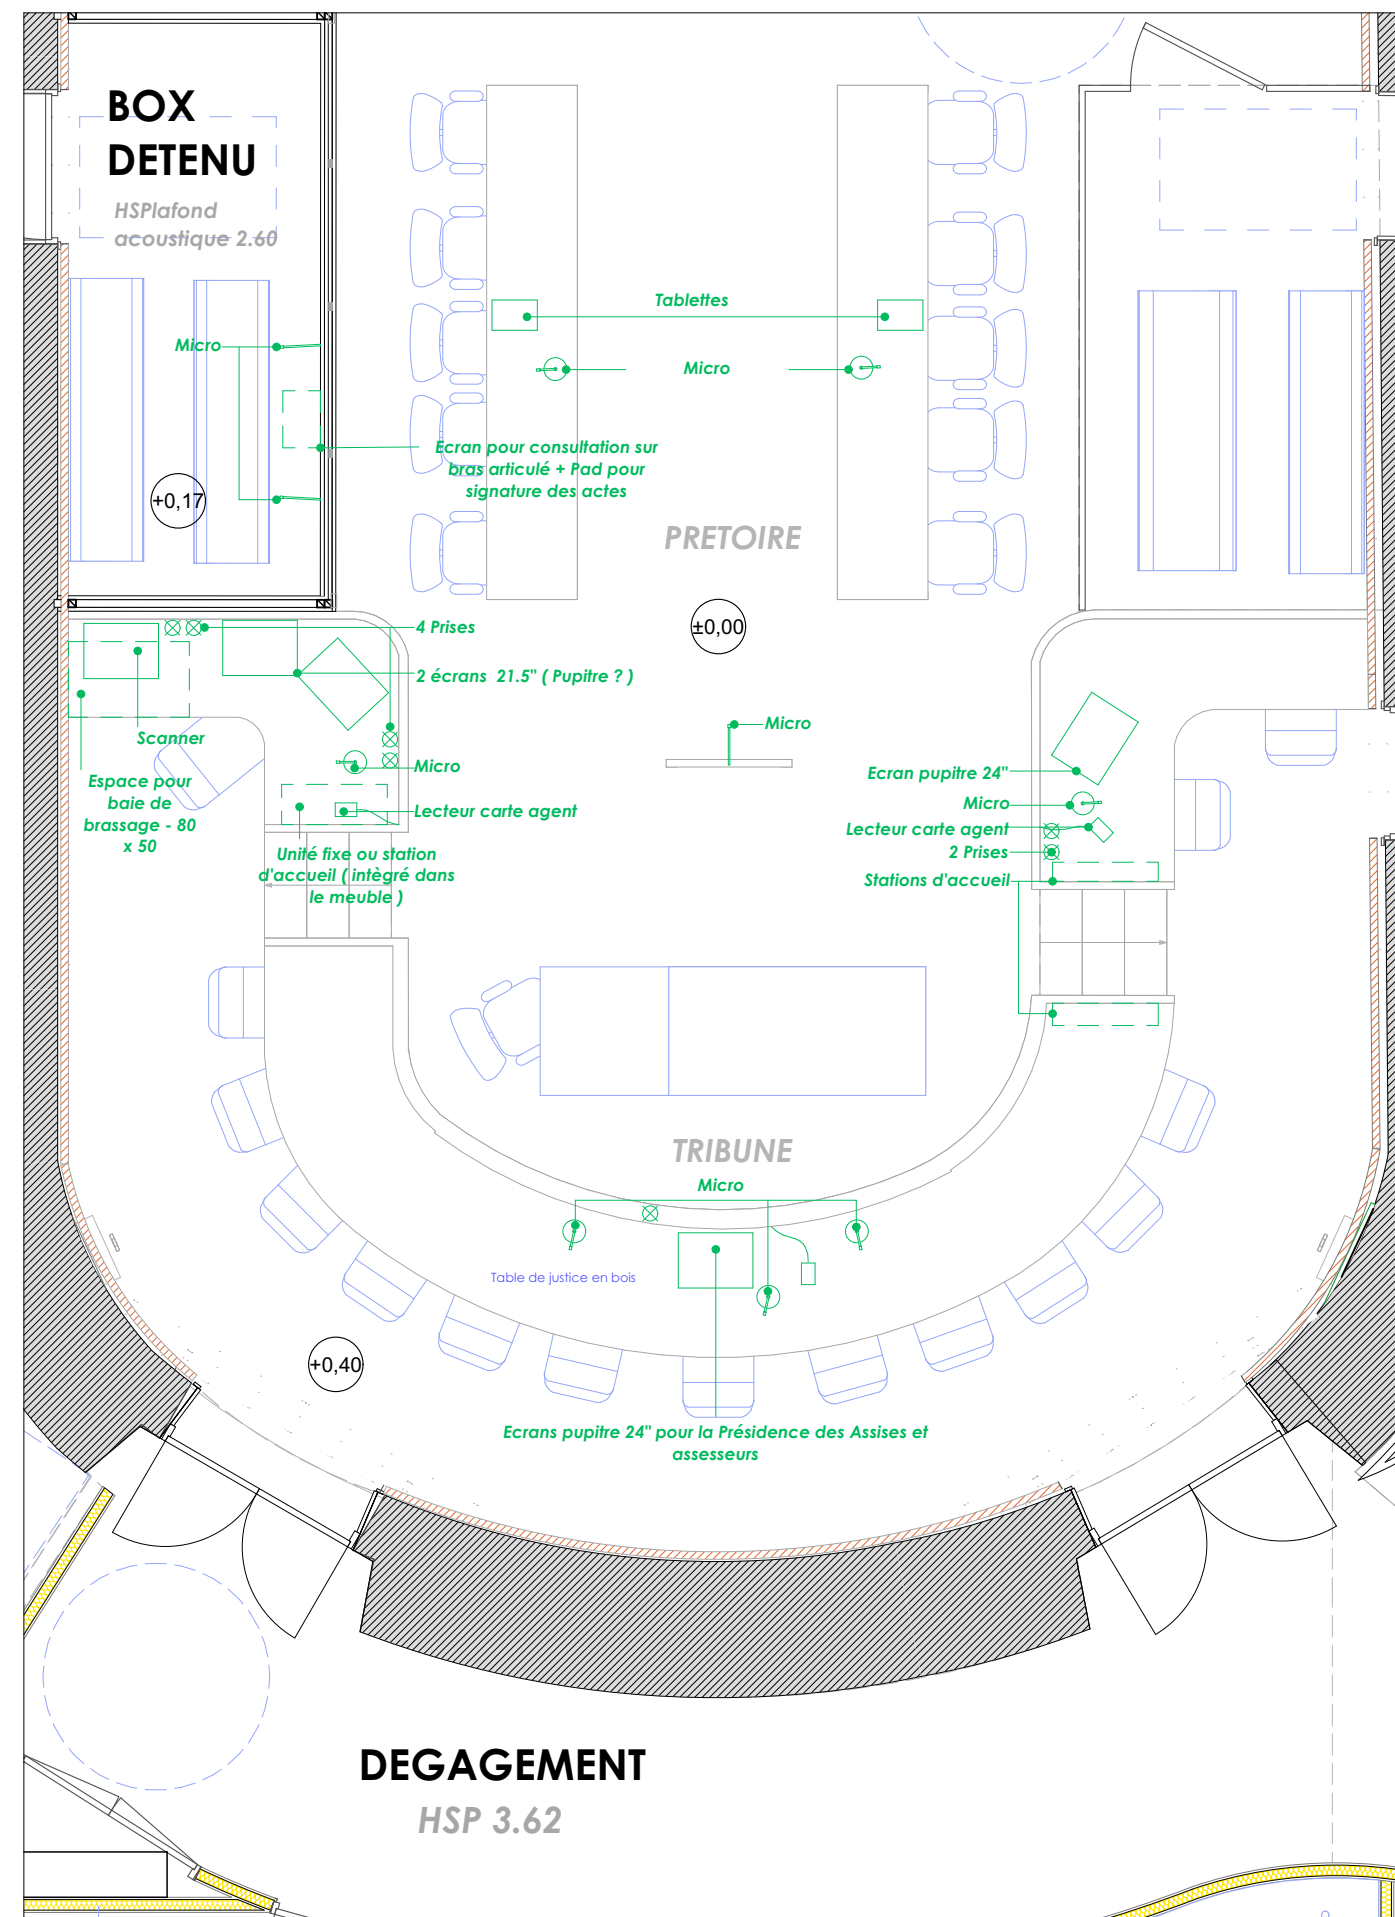 BOX
DETENU
HSPlafond
acoustique 2.60
Tablettes
Micro
Micro
Ecran pour consultation sur
bras articulé + Pad pour
signature des actes
+0,17
PRETOIRE
±0,00
4 Prises
2 écrans 21.5" ( Pupitre ? )
Scanner
Micro
Micro
Espace pour
baie de
brassage - 80
x 50
Lecteur carte agent
Unité fixe ou station
d'accueil ( intègré dans
le meuble )
Ecran pupitre 24"
Micro
Lecteur carte agent
2 Prises
Stations d'accueil
TRIBUNE
Micro
Table de justice en bois
+0,40
Ecrans pupitre 24" pour la Présidence des Assises et
assesseurs
DEGAGEMENT
HSP 3.62